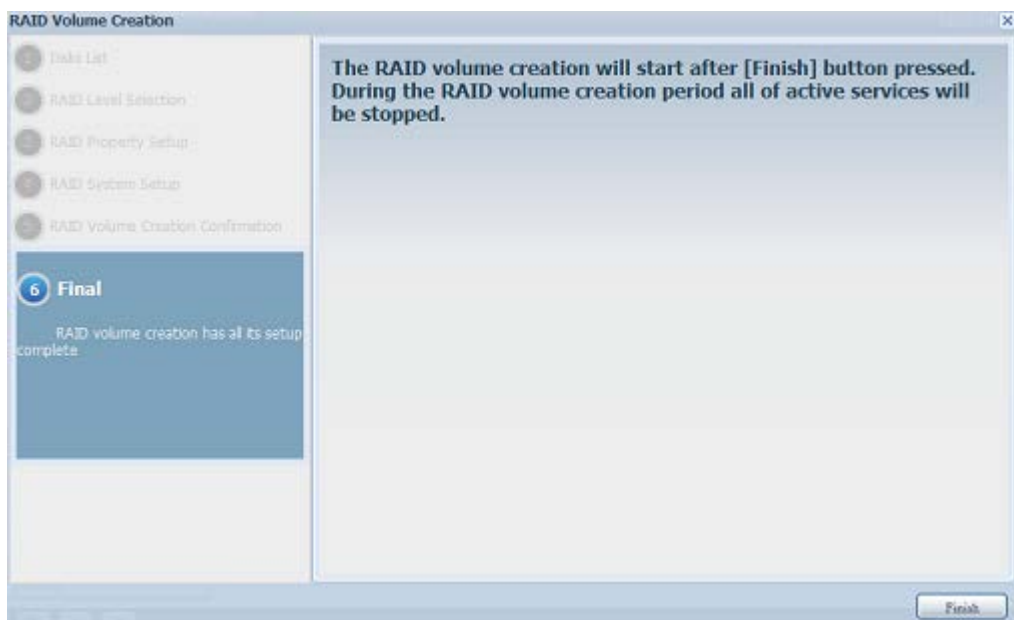 RAID Volume Creation
Disks List
RAID Level Selection
RAID Property Setup
RAID System Setup
RAID Volume Creation Confirmation
6 Final
RAID volume creation has all its setup
complete
The RAID volume creation will start after [Finish] button pressed.
During the RAID volume creation period all of active services will
be stopped.
Finish